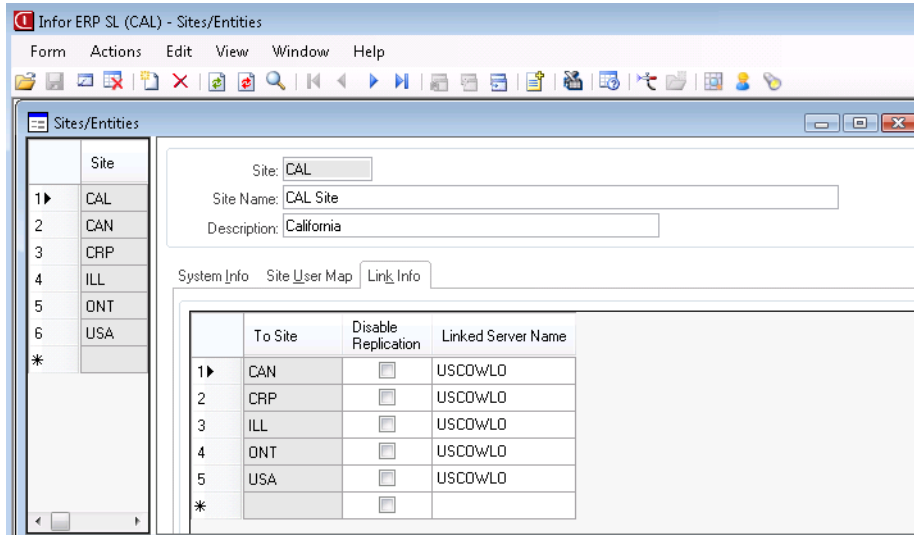 Infor ERP SL (CAL) - Sites/Entities
Form Actions Edit View Window Help
Sites/Entities
Site
1 CAL
2 CAN
3 CRP
4 ILL
5 ONT
6 USA
*
Site: CAL
Site Name: CAL Site
Description: California
System Info Site User Map Link Info
To Site Disable Replication Linked Server Name
1 CAN USCOWLO
2 CRP USCOWLO
3 ILL USCOWLO
4 ONT USCOWLO
5 USA USCOWLO
*